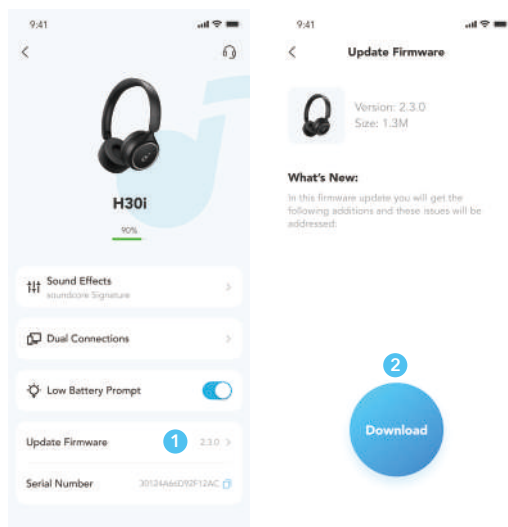 9:41
H30i
90%
Sound Effects
soundcore Signature
Dual Connections
Low Battery Prompt
Update Firmware 1 2.3.0
Serial Number 30124A66D92F12AC
9:41
Update Firmware
Version: 2.3.0
Size: 1.3M
What's New:
In this firmware update you will get the
following additions and these issues will be
addressed:
2
Download